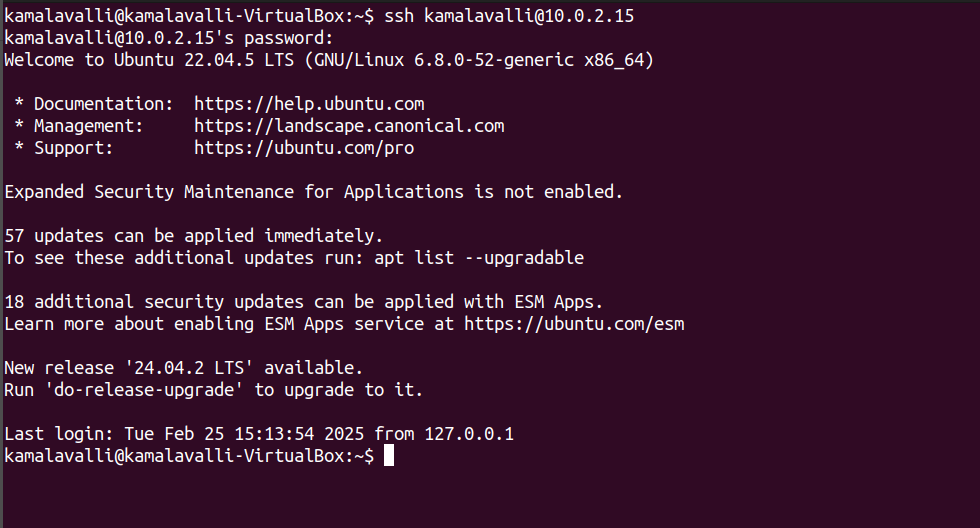 kamalavalli@kamalavalli-VirtualBox:~$ ssh kamalavalli@10.0.2.15
kamalavalli@10.0.2.15's password:
Welcome to Ubuntu 22.04.5 LTS (GNU/Linux 6.8.0-52-generic x86_64)

 * Documentation:  https://help.ubuntu.com
 * Management:     https://landscape.canonical.com
 * Support:        https://ubuntu.com/pro

Expanded Security Maintenance for Applications is not enabled.

57 updates can be applied immediately.
To see these additional updates run: apt list --upgradable

18 additional security updates can be applied with ESM Apps.
Learn more about enabling ESM Apps service at https://ubuntu.com/esm

New release '24.04.2 LTS' available.
Run 'do-release-upgrade' to upgrade to it.

Last login: Tue Feb 25 15:13:54 2025 from 127.0.0.1
kamalavalli@kamalavalli-VirtualBox:~$